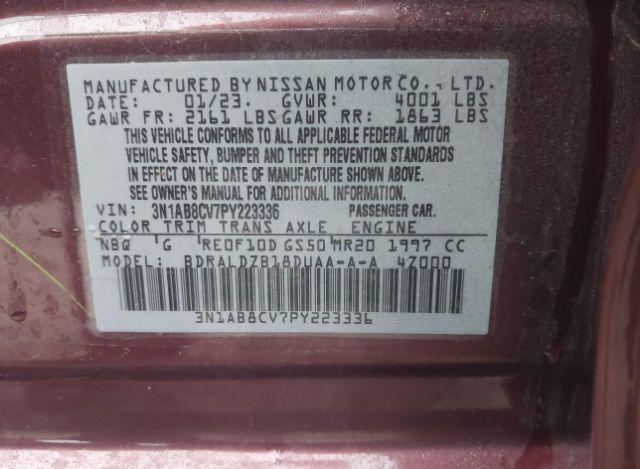 MANUFACTURED BY NISSAN MOTOR CO., LTD.
DATE: 01/23. GVWR: 4001 LBS
GAWR FR: 2161 LBS GAWR RR: 1863 LBS
THIS VEHICLE CONFORMS TO ALL APPLICABLE FEDERAL MOTOR
VEHICLE SAFETY, BUMPER AND THEFT PREVENTION STANDARDS
IN EFFECT ON THE DATE OF MANUFACTURE SHOWN ABOVE.
SEE OWNER'S MANUAL FOR ADDITIONAL INFORMATION.
VIN: 3N1AB8CV7PY223336 PASSENGER CAR.
COLOR TRIM TRANS AXLE ENGINE
NBQ G RE0F10D GS50 MR20 1997 CC
MODEL: BDRALDZB18DUAA-A-A 47000
3N1AB8CV7PY223336